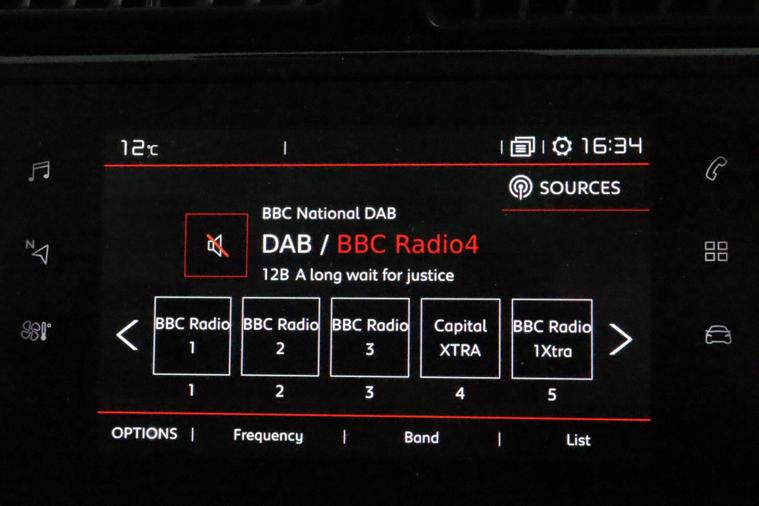 12°C 16:34
SOURCES
BBC National DAB
DAB / BBC Radio4
12B A long wait for justice
BBC Radio 1
BBC Radio 2
BBC Radio 3
Capital XTRA
BBC Radio 1Xtra
1 2 3 4 5
OPTIONS | Frequency | Band | List
N